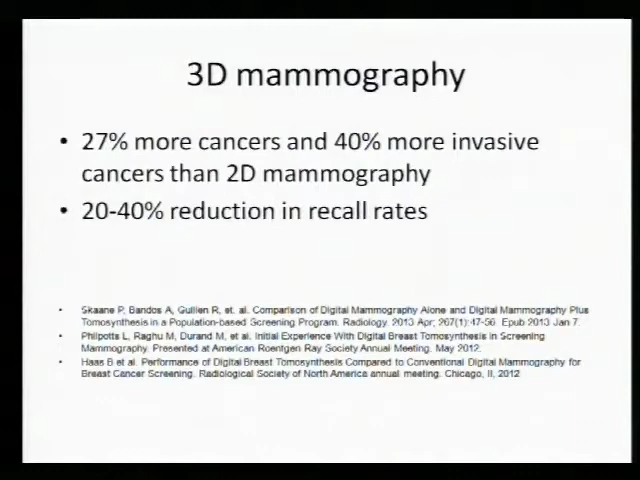 3D mammography
• 27% more cancers and 40% more invasive
cancers than 2D mammography
• 20-40% reduction in recall rates
• Skaane P, Bandos A, Gullien R, et. al. Comparison of Digital Mammography Alone and Digital Mammography Plus
Tomosynthesis in a Population-based Screening Program. Radiology. 2013 Apr; 267(1):47-56. Epub 2013 Jan 7.
• Philpotts L, Raghu M, Durand M, et al. Initial Experience With Digital Breast Tomosynthesis in Screening
Mammography. Presented at American Roentgen Ray Society Annual Meeting. May 2012.
• Haas B et al. Performance of Digital Breast Tomosynthesis Compared to Conventional Digital Mammography for
Breast Cancer Screening. Radiological Society of North America annual meeting. Chicago, Il, 2012